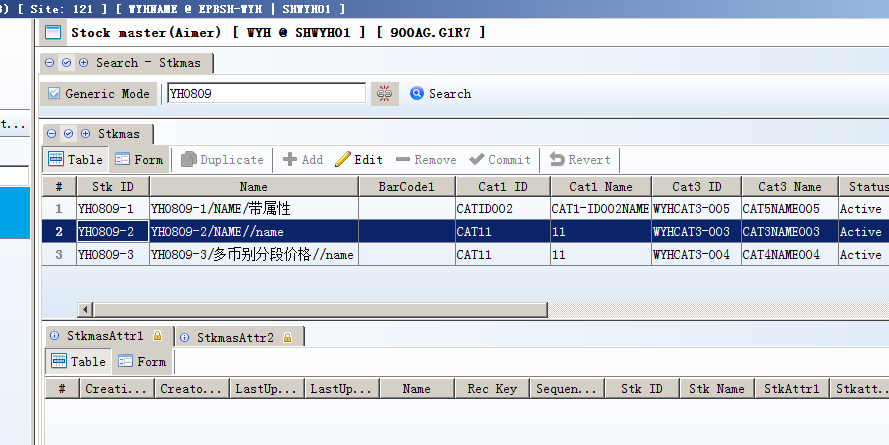 ) [ Site: 121 ] [ WYHNAME @ EPBSH-WYH | SHWYH01 ]
Stock master(Aimer) [ WYH @ SHWYH01 ] [ 900AG.G1R7 ]
Search - Stkmas
Generic Mode YH0809 Search
t...
Stkmas
Table Form Duplicate Add Edit Remove Commit Revert
# Stk ID Name BarCode1 Cat1 ID Cat1 Name Cat3 ID Cat3 Name Status
1 YH0809-1 YH0809-1/NAME/带属性 CATID002 CAT1-ID002NAME WYHCAT3-005 CAT5NAME005 Active
2 YH0809-2 YH0809-2/NAME//name CAT11 11 WYHCAT3-003 CAT3NAME003 Active
3 YH0809-3 YH0809-3/多币别分段价格//name CAT11 11 WYHCAT3-004 CAT4NAME004 Active
StkmasAttr1 StkmasAttr2
Table Form
# Creati... Creato... LastUp... LastUp... Name Rec Key Sequen... Stk ID Stk Name StkAttr1 Stkatt...